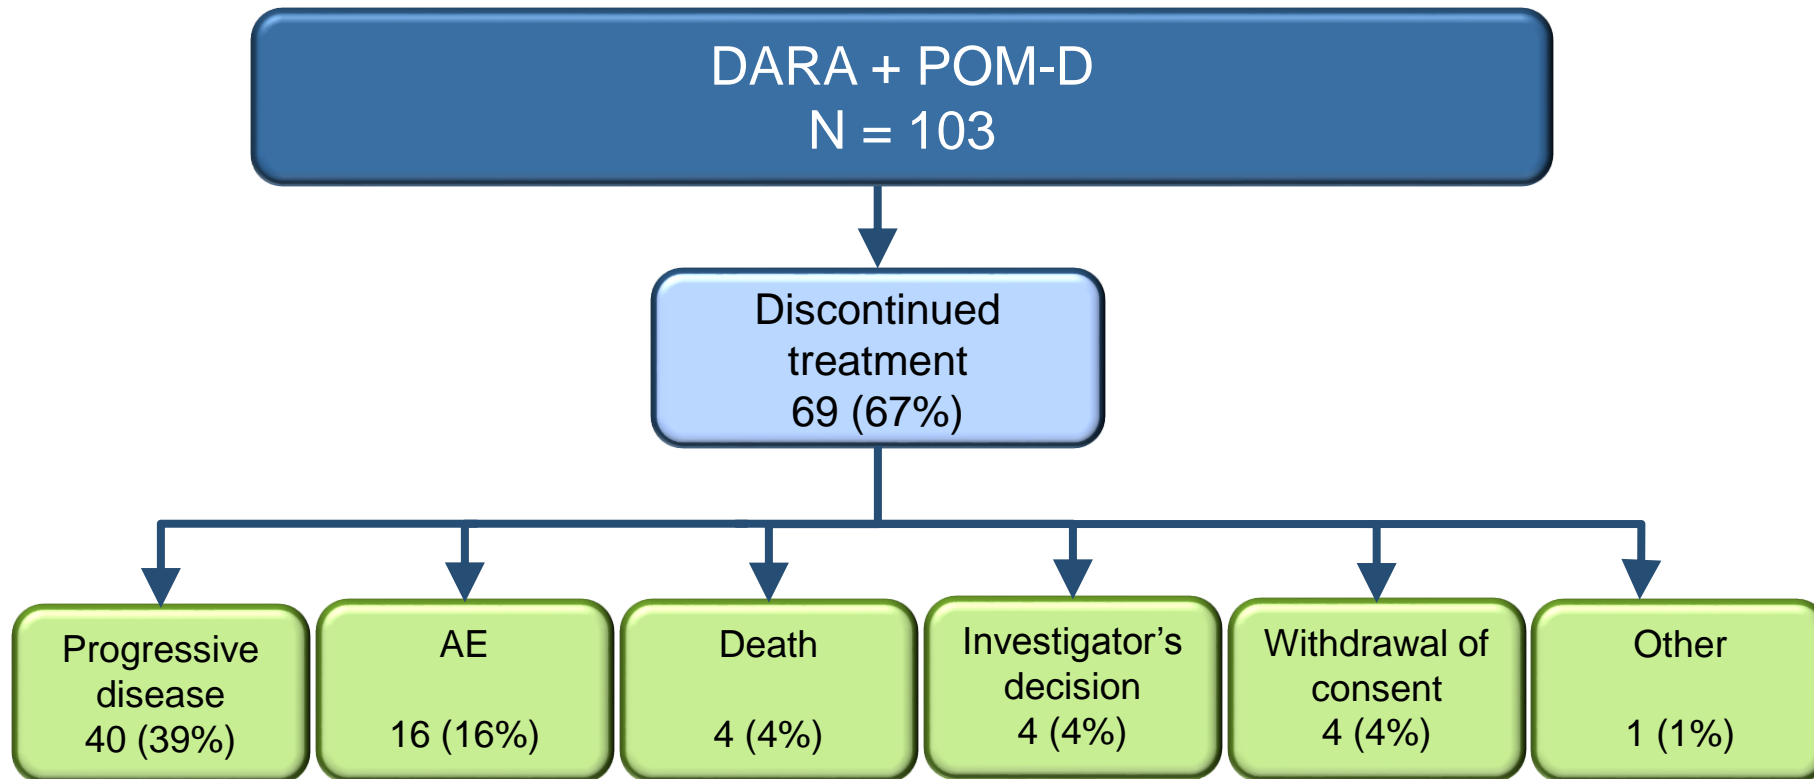 DARA + POM-D
N = 103
Discontinued
treatment
69 (67%)
Progressive
disease
40 (39%)
AE
16 (16%)
Death
4 (4%)
Investigator’s
decision
4 (4%)
Withdrawal of
consent
4 (4%)
Other
1 (1%)